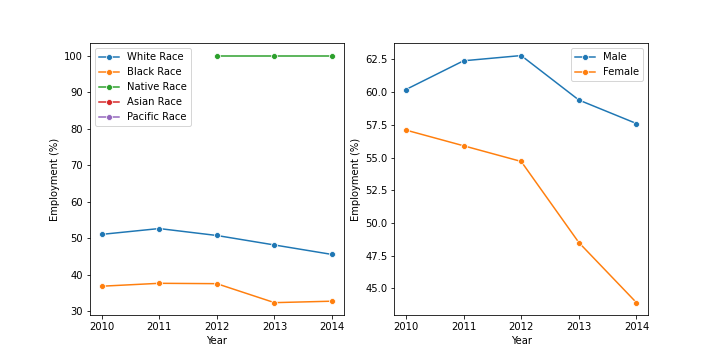 100
90
80
70
60
50
40
30
Employment (%)
2010 2011 2012 2013 2014
Year
White Race
Black Race
Native Race
Asian Race
Pacific Race
62.5
60.0
57.5
55.0
52.5
50.0
47.5
45.0
Employment (%)
2010 2011 2012 2013 2014
Year
Male
Female